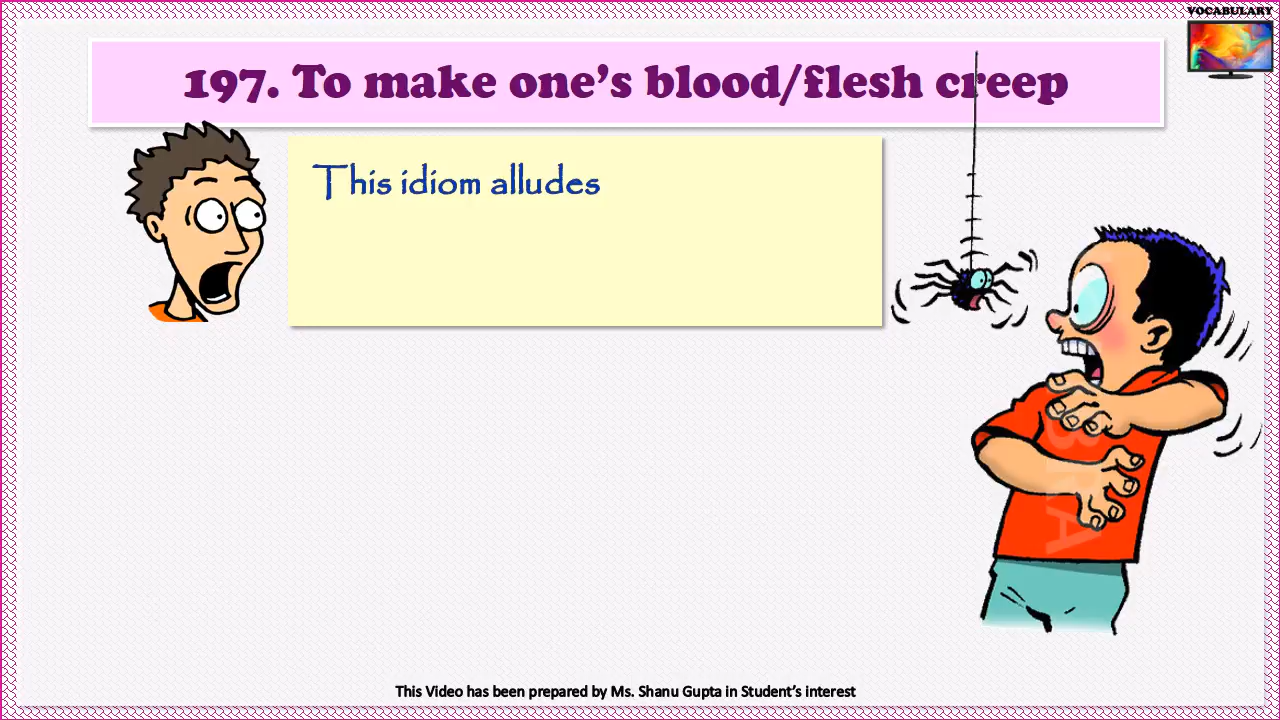 VOCABULARY
197. To make one’s blood/flesh creep
This idiom alludes
This Video has been prepared by Ms. Shanu Gupta in Student’s interest